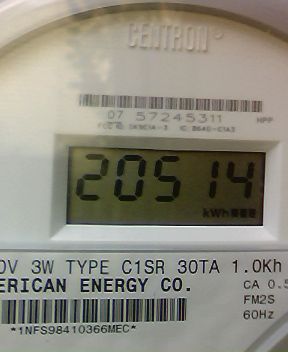 CENTRON®
07 57245311 HPP
20514
kWh
0V 3W TYPE C1SR 30TA 1.0Kh
ERICAN ENERGY CO. CA 0.5
FM2S
*1NFS98410366MEC* 60Hz